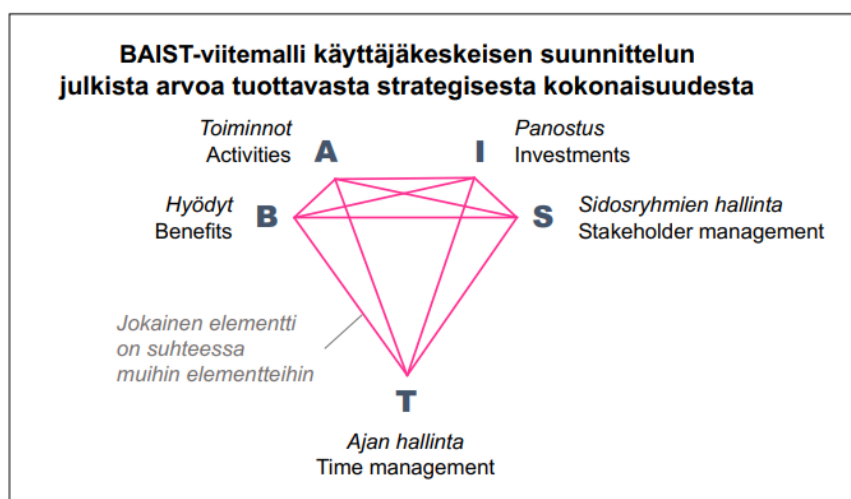 BAIST-viitemalli käyttäjäkeskeisen suunnittelun
julkista arvoa tuottavasta strategisesta kokonaisuudesta
Toiminnot
Activities
A
I
Panostus
Investments
Hyödyt
Benefits
B
S
Sidosryhmien hallinta
Stakeholder management
Jokainen elementti
on suhteessa
muihin elementteihin
T
Ajan hallinta
Time management